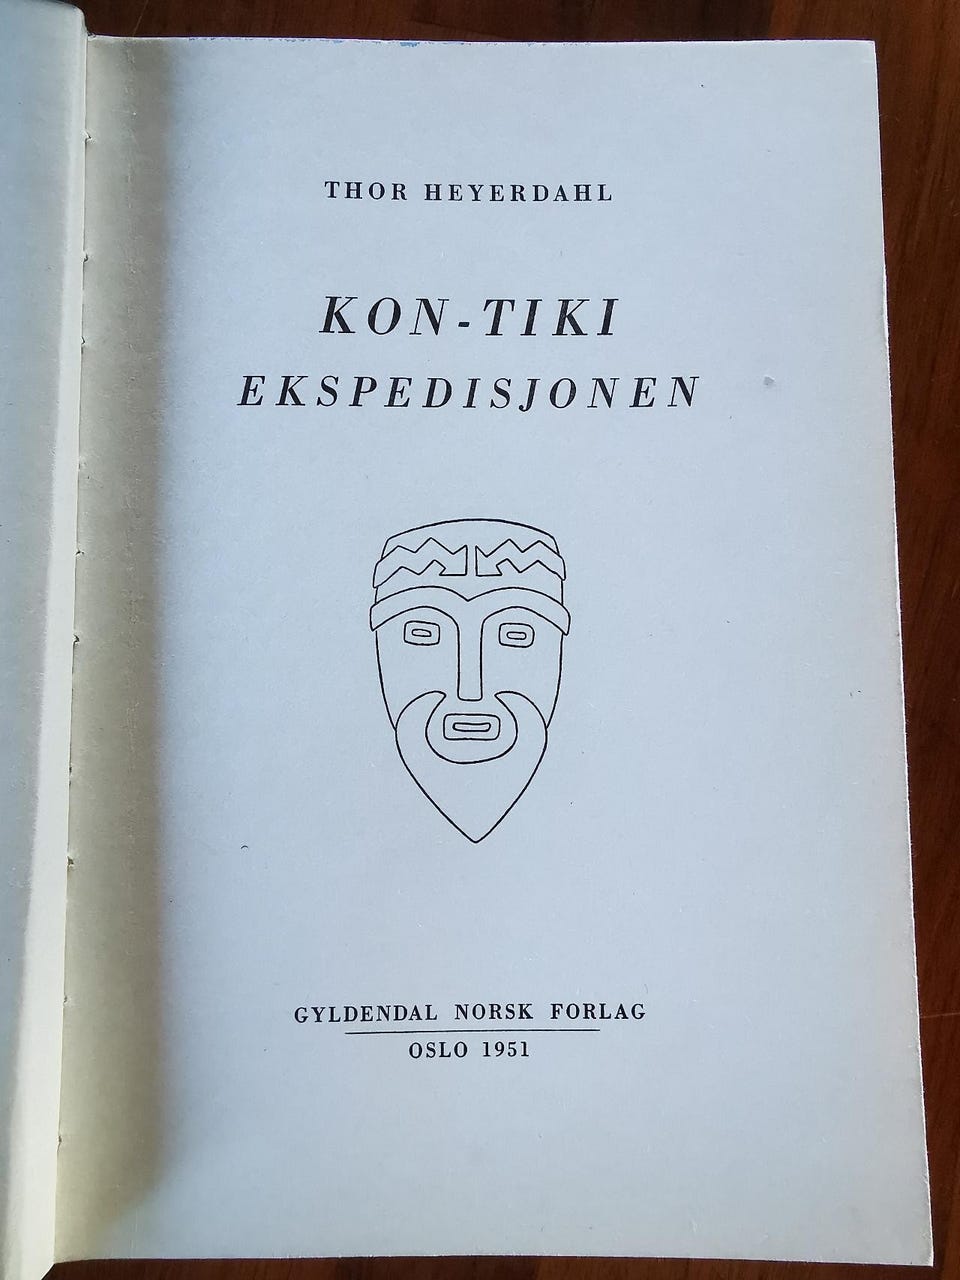 THOR HEYERDAHL
KON-TIKI
EKSPEDISJONEN
GYLDENDAL NORSK FORLAG
OSLO 1951